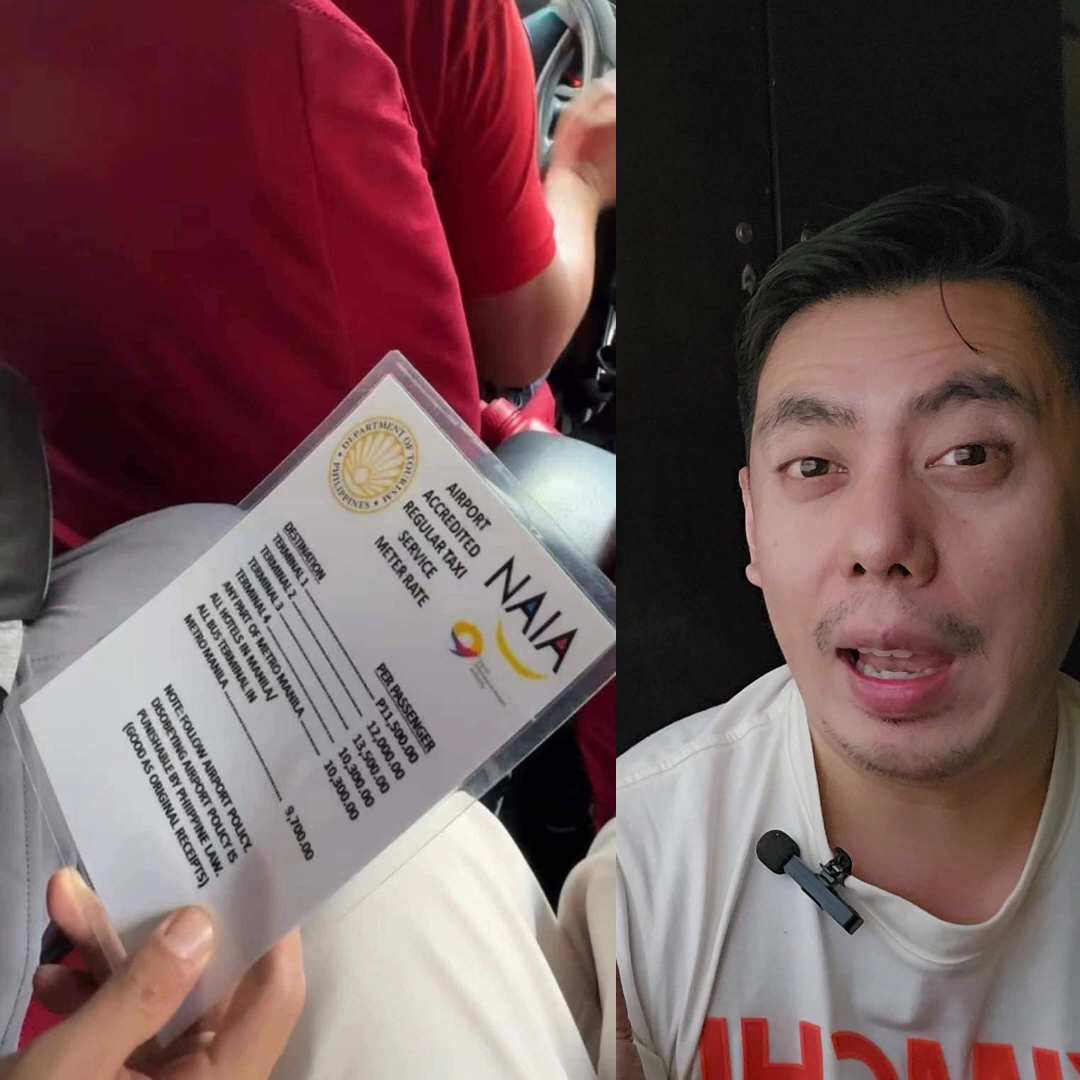 DEPARTMENT OF TOURISM
PHILIPPINES
AIRPORT
ACCREDITED
REGULAR TAXI
SERVICE
METER RATE
NAIA
DESTINATION PER PASSENGER
TERMINAL 1 P11,500.00
TERMINAL 2 12,000.00
TERMINAL 3 13,500.00
TERMINAL 4 10,300.00
ANY PART OF METRO MANILA 10,300.00
ALL HOTELS IN MANILA/
ALL BUS TERMINAL IN
METRO MANILA 9,700.00
NOTE: FOLLOW AIRPORT POLICY.
DISOBEYING AIRPORT POLICY IS
PUNISHABLE BY PHIIPPINE LAW.
(GOOD AS ORIGINAL RECEIPTS)